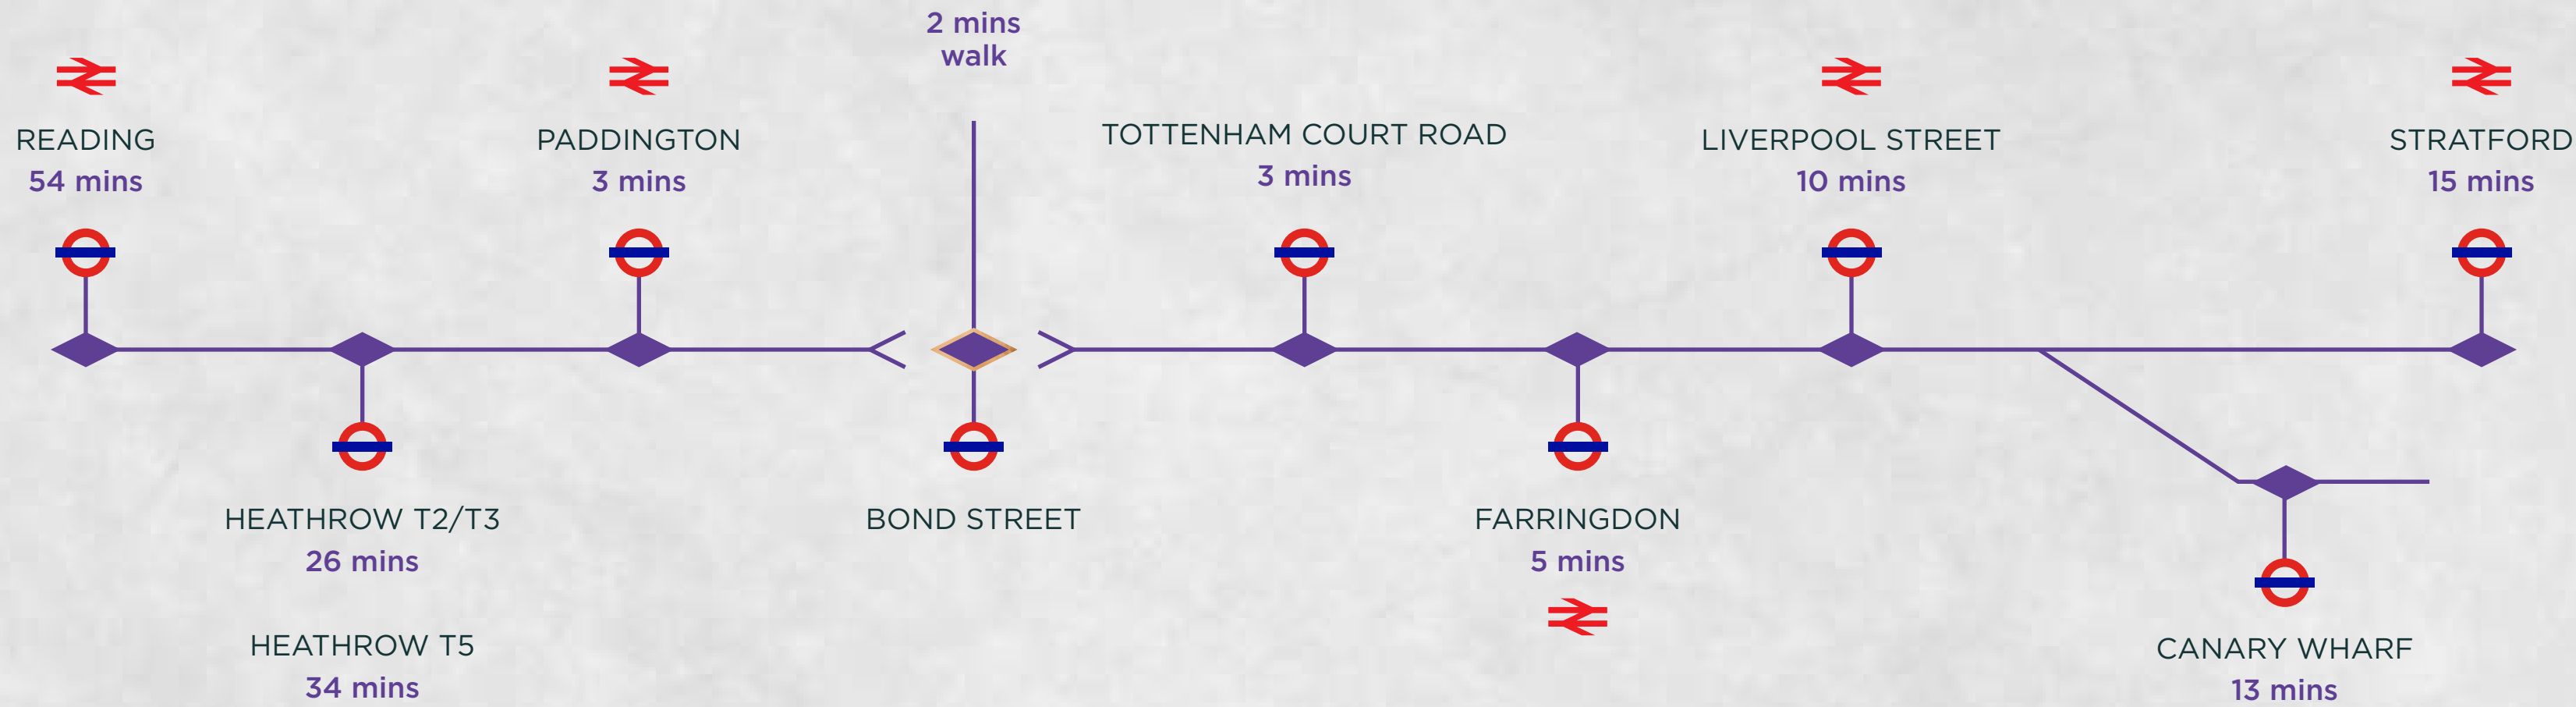 2 mins
walk
READING
54 mins
PADDINGTON
3 mins
TOTTENHAM COURT ROAD
3 mins
LIVERPOOL STREET
10 mins
STRATFORD
15 mins
HEATHROW T2/T3
26 mins
HEATHROW T5
34 mins
BOND STREET
FARRINGDON
5 mins
CANARY WHARF
13 mins